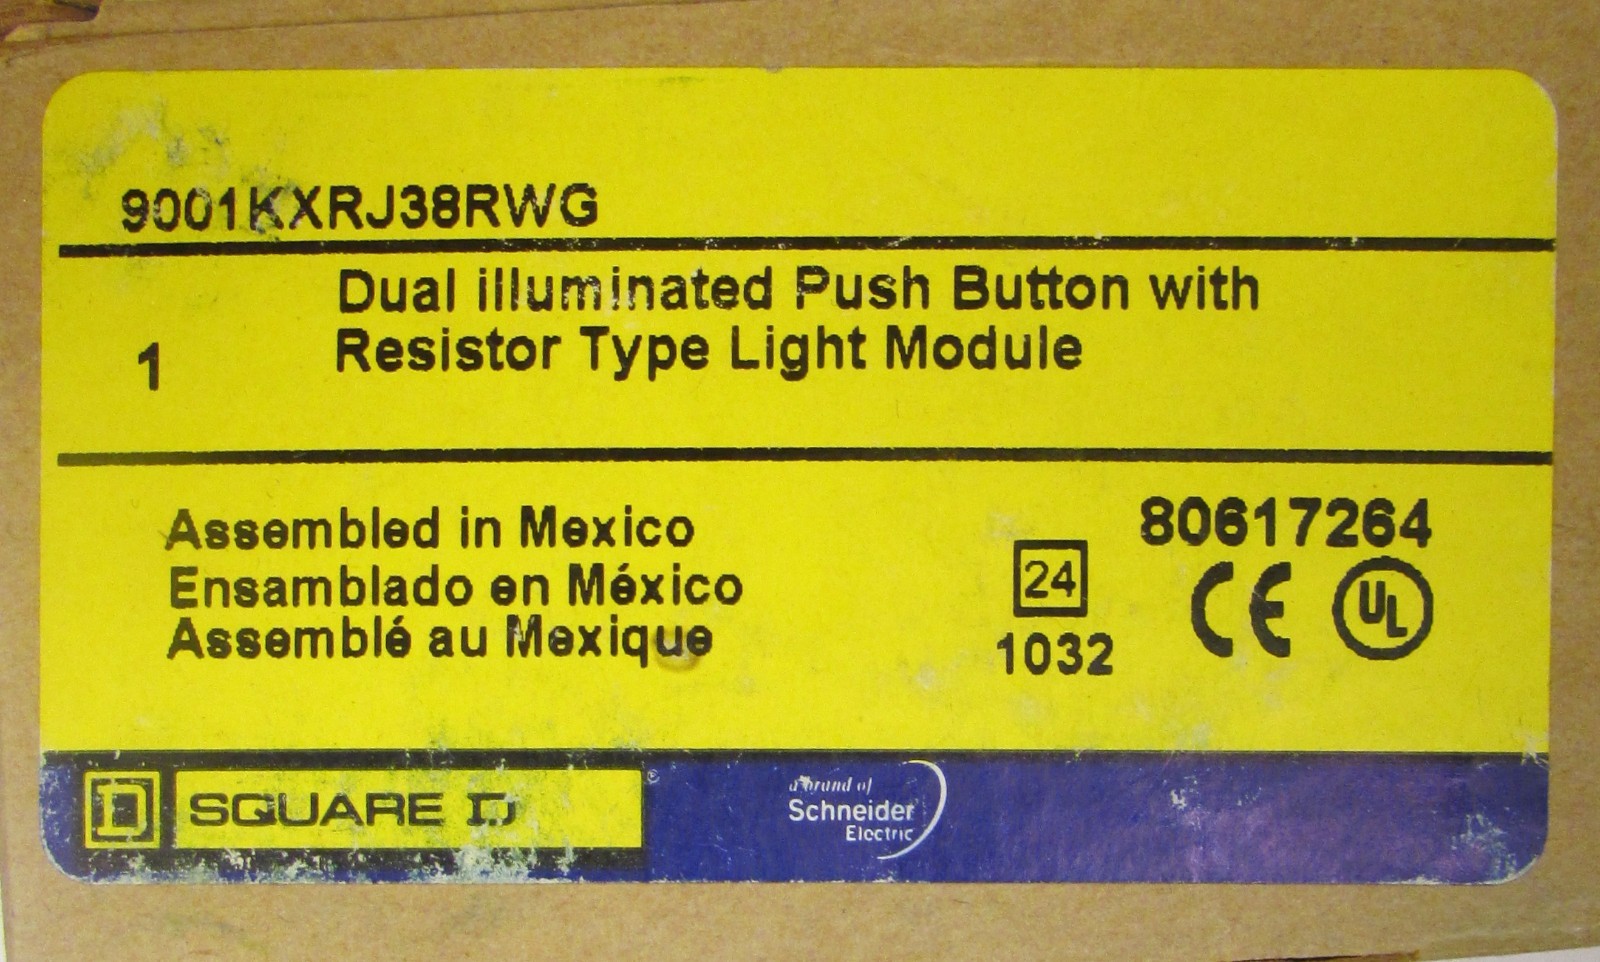 9001KXRJ38RWG
1 Dual illuminated Push Button with
Resistor Type Light Module
Assembled in Mexico
Ensamblado en México
Assemblé au Mexique
80617264
24
1032
CE
UL
D SQUARE D ®
a brand of
Schneider
Electric